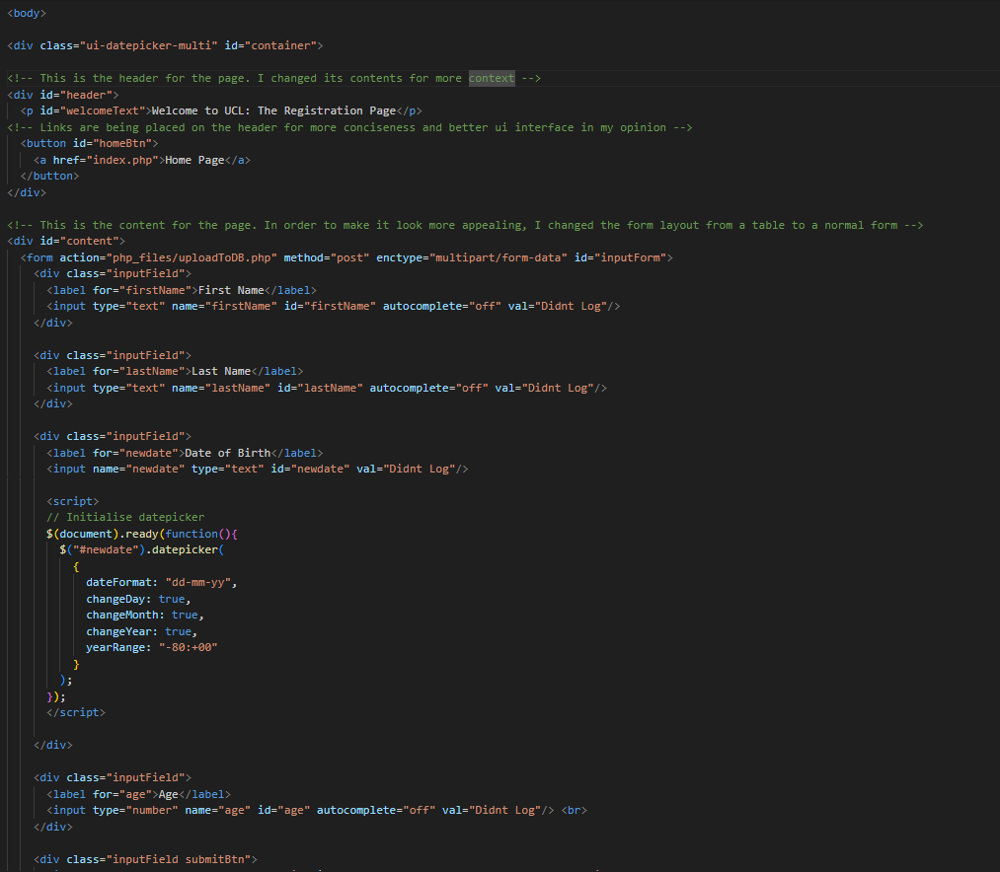 <body>
<div class="ui-datepicker-multi" id="container">
<!-- This is the header for the page. I changed its contents for more context -->
<div id="header">
<p id="welcomeText">Welcome to UCL: The Registration Page</p>
<!-- Links are being placed on the header for more conciseness and better ui interface in my opinion -->
<button id="homeBtn">
<a href="index.php">Home Page</a>
</button>
</div>
<!-- This is the content for the page. In order to make it look more appealing, I changed the form layout from a table to a normal form -->
<div id="content">
<form action="php_files/uploadToDB.php" method="post" enctype="multipart/form-data" id="inputForm">
<div class="inputField">
<label for="firstName">First Name</label>
<input type="text" name="firstName" id="firstName" autocomplete="off" val="Didnt Log"/>
</div>
<div class="inputField">
<label for="lastName">Last Name</label>
<input type="text" name="lastName" id="lastName" autocomplete="off" val="Didnt Log"/>
</div>
<div class="inputField">
<label for="newdate">Date of Birth</label>
<input name="newdate" type="text" id="newdate" val="Didnt Log"/>
<script>
// Initialise datepicker
$(document).ready(function(){
$("#newdate").datepicker(
{
dateFormat: "dd-mm-yy",
changeDay: true,
changeMonth: true,
changeYear: true,
yearRange: "-80:+00"
}
);
});
</script>
</div>
<div class="inputField">
<label for="age">Age</label>
<input type="number" name="age" id="age" autocomplete="off" val="Didnt Log"/> <br>
</div>
<div class="inputField submitBtn">